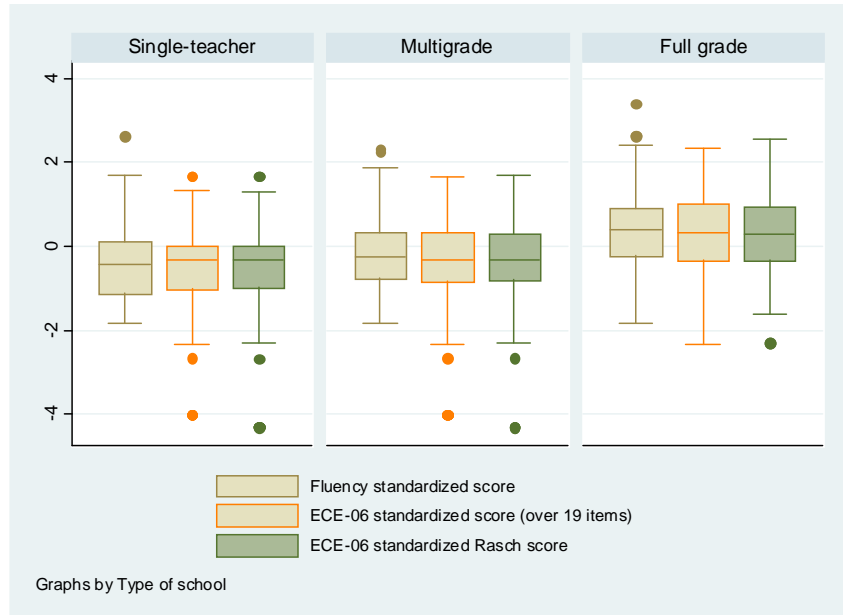 Single-teacher
Multigrade
Full grade
4
2
0
-2
-4
Fluency standardized score
ECE-06 standardized score (over 19 items)
ECE-06 standardized Rasch score
Graphs by Type of school